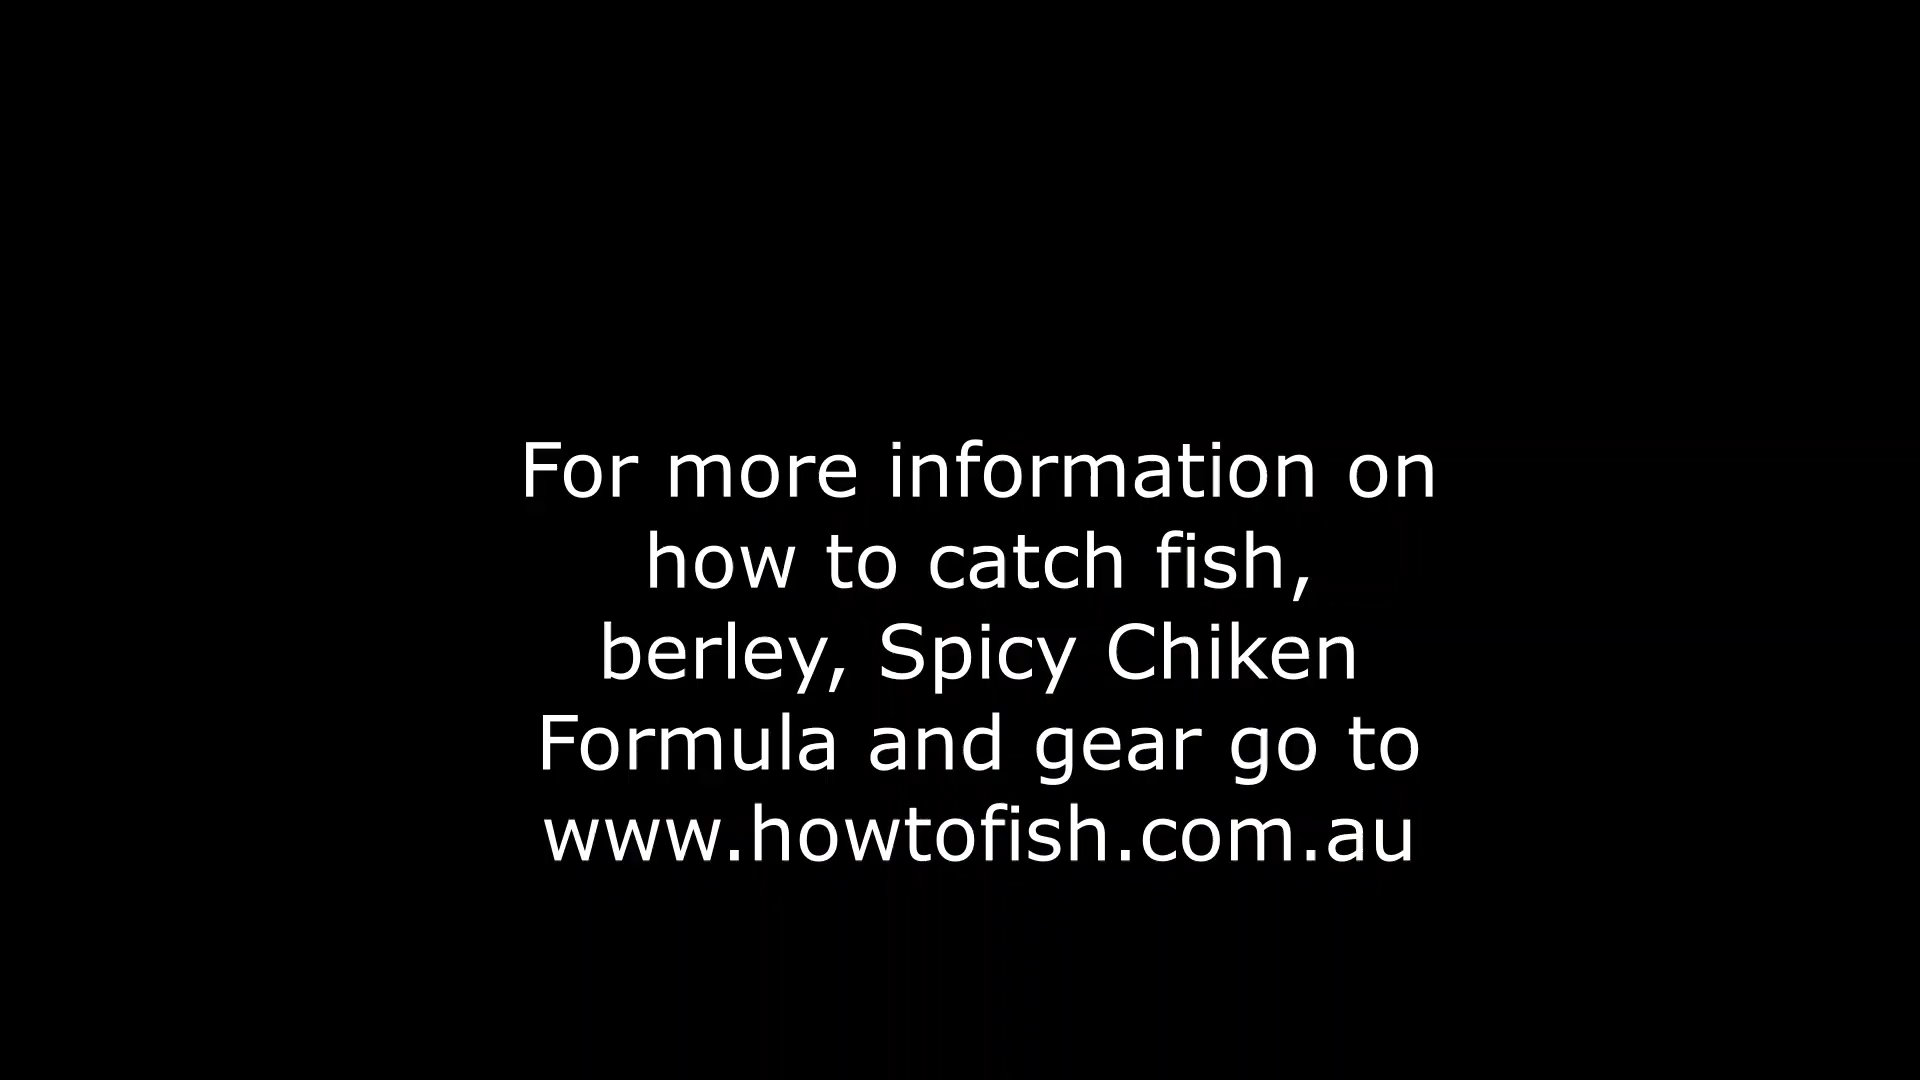 For more information on
how to catch fish,
berley, Spicy Chiken
Formula and gear go to
www.howtofish.com.au